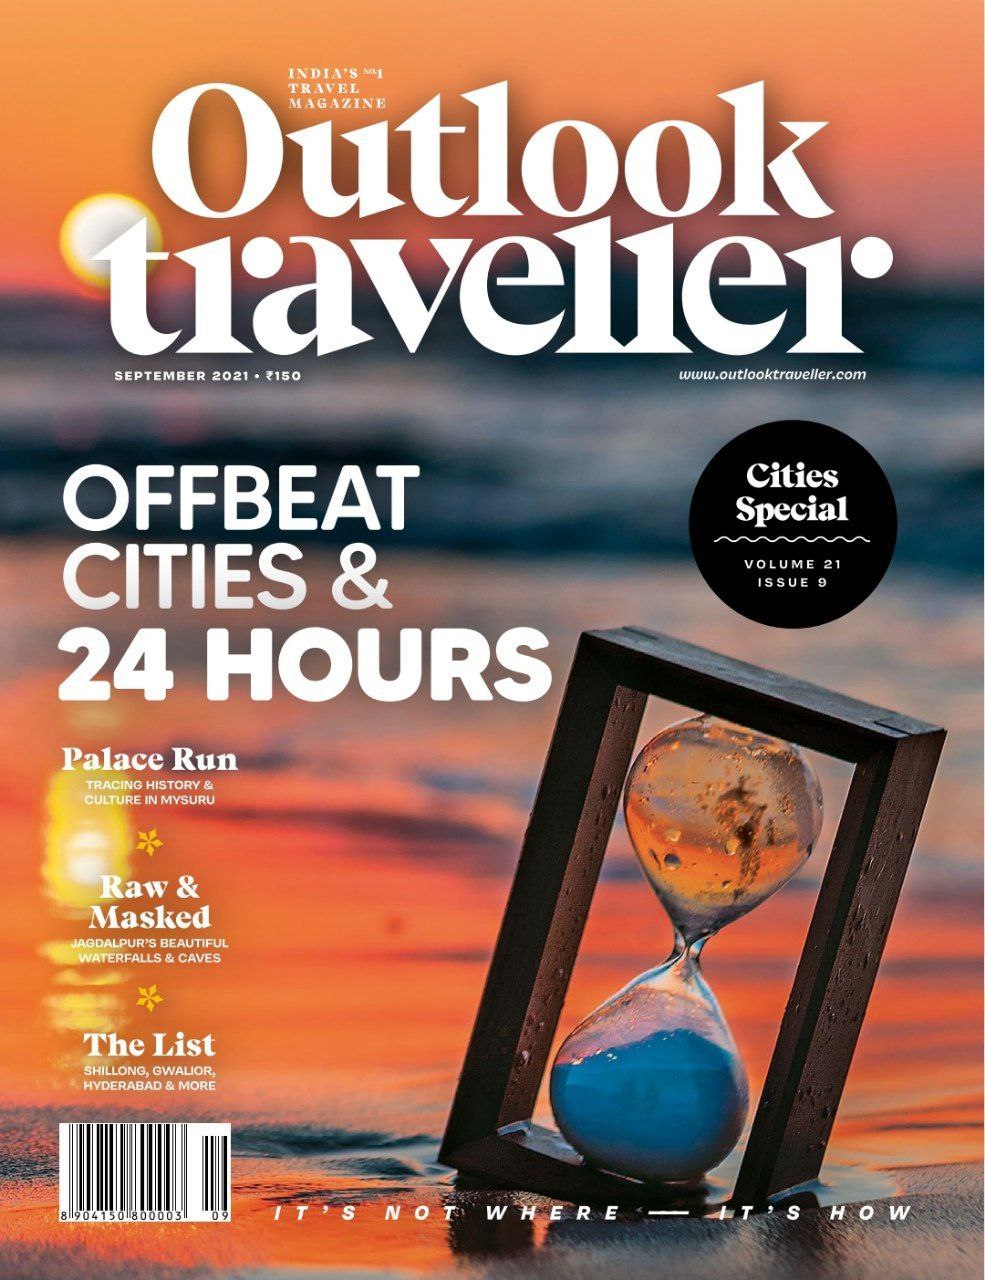 INDIA'S NO.1
TRAVEL
MAGAZINE
Outlook
traveller
SEPTEMBER 2021 • ₹150
www.outlooktraveller.com
Cities
Special
VOLUME 21
ISSUE 9
OFFBEAT
CITIES &
24 HOURS
Palace Run
TRACING HISTORY &
CULTURE IN MYSURU
Raw &
Masked
JAGDALPUR'S BEAUTIFUL
WATERFALLS & CAVES
The List
SHILLONG, GWALIOR,
HYDERABAD & MORE
8 904150 800003 09
IT'S NOT WHERE — IT'S HOW